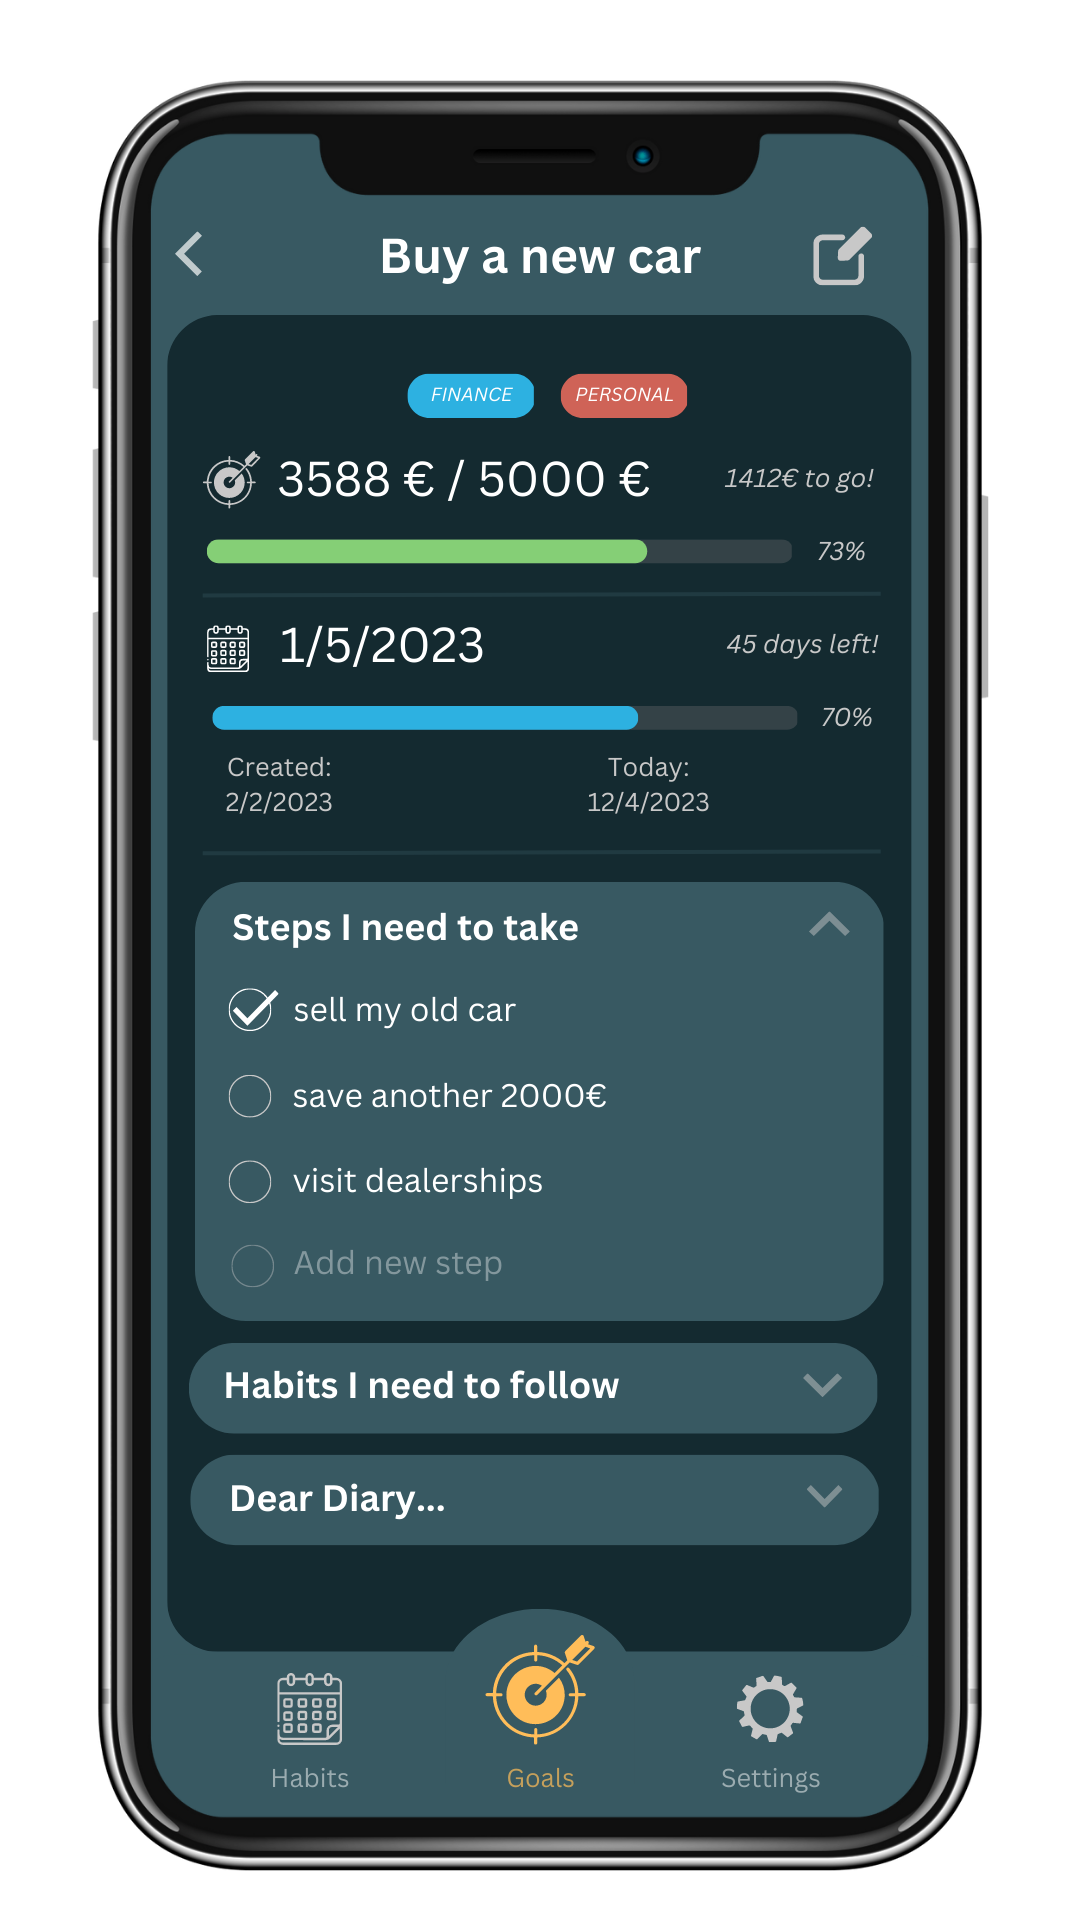 Buy a new car
FINANCE
PERSONAL
3588 € / 5000 €
1412€ to go!
73%
1/5/2023
45 days left!
70%
Created:
2/2/2023
Today:
12/4/2023
Steps I need to take
sell my old car
save another 2000€
visit dealerships
Add new step
Habits I need to follow
Dear Diary...
Habits
Goals
Settings